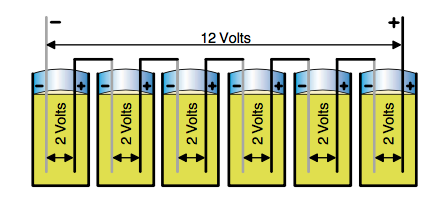 − +
12 Volts
− + − + − + − + − + − +
2 Volts 2 Volts 2 Volts 2 Volts 2 Volts 2 Volts